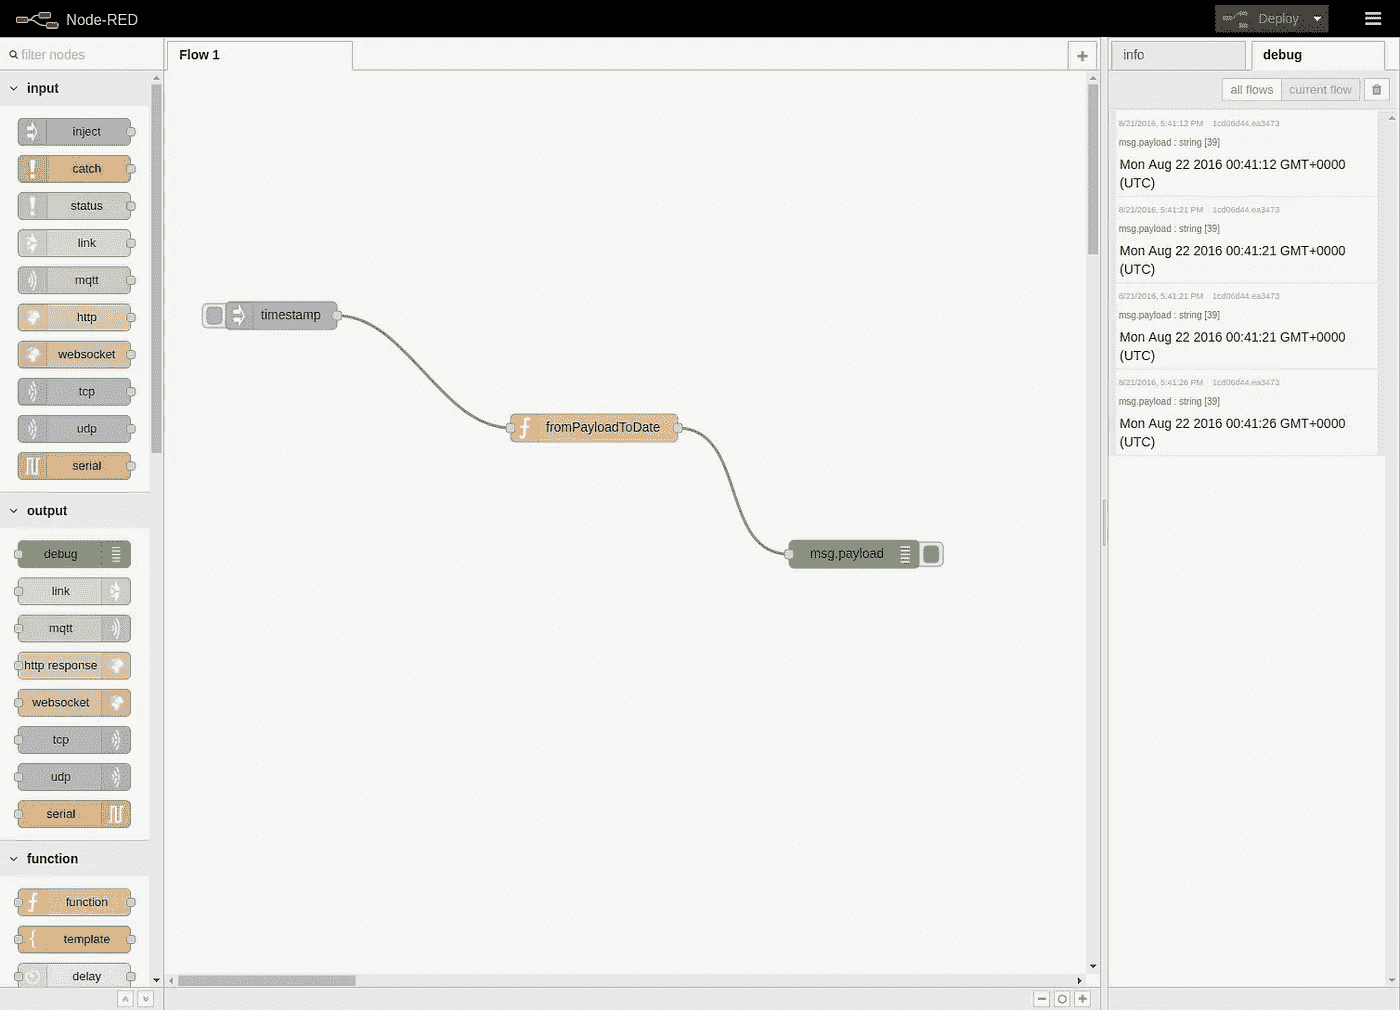 Node-RED
Deploy
filter nodes
input
inject
catch
status
link
mqtt
http
websocket
tcp
udp
serial
output
debug
link
mqtt
http response
websocket
tcp
udp
serial
function
function
template
delay
Flow 1
timestamp
fromPayloadToDate
msg.payload
info
debug
all flows
current flow
8/21/2016, 5:41:12 PM 1cd06d44.ea3473
msg.payload : string [39]
Mon Aug 22 2016 00:41:12 GMT+0000
(UTC)
8/21/2016, 5:41:21 PM 1cd06d44.ea3473
msg.payload : string [39]
Mon Aug 22 2016 00:41:21 GMT+0000
(UTC)
8/21/2016, 5:41:21 PM 1cd06d44.ea3473
msg.payload : string [39]
Mon Aug 22 2016 00:41:21 GMT+0000
(UTC)
8/21/2016, 5:41:26 PM 1cd06d44.ea3473
msg.payload : string [39]
Mon Aug 22 2016 00:41:26 GMT+0000
(UTC)